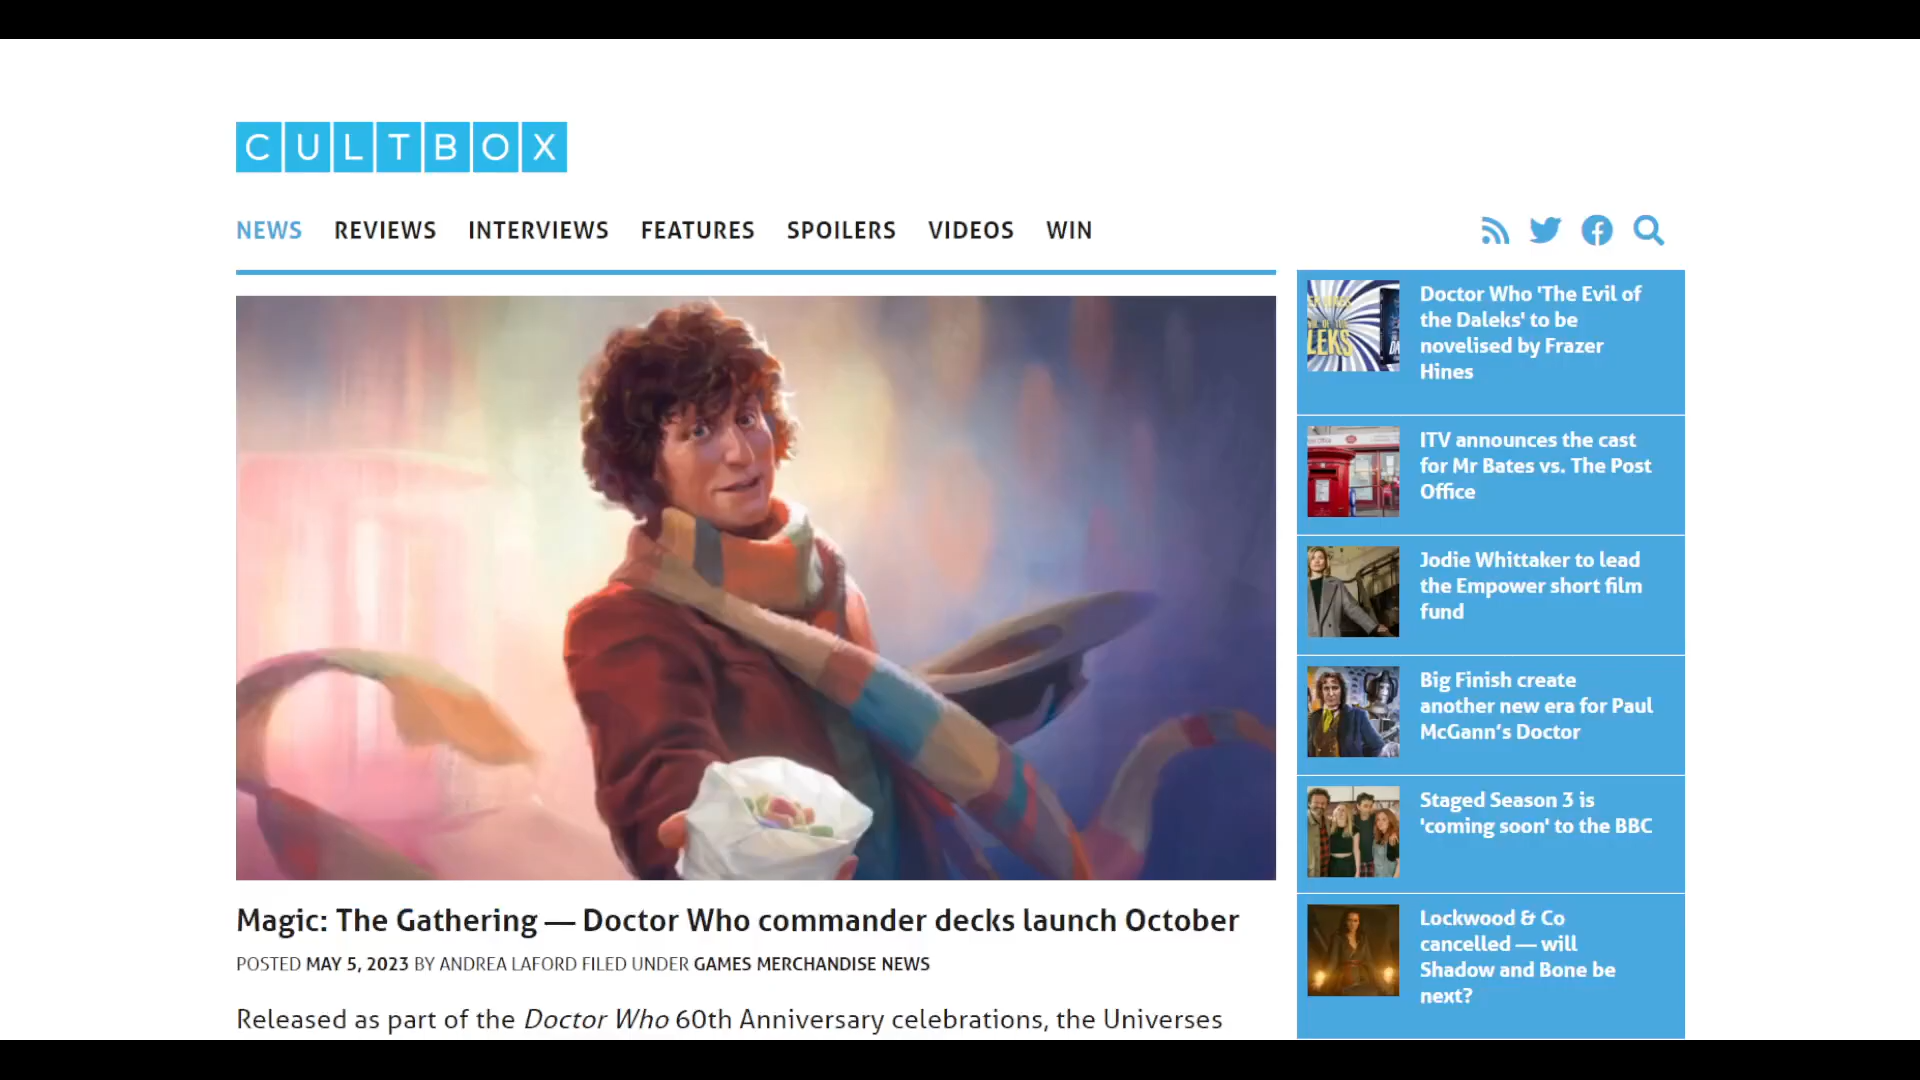 CULTBOX
NEWS REVIEWS INTERVIEWS FEATURES SPOILERS VIDEOS WIN
Magic: The Gathering — Doctor Who commander decks launch October
POSTED MAY 5, 2023 BY ANDREA LAFORD FILED UNDER GAMES MERCHANDISE NEWS
Released as part of the Doctor Who 60th Anniversary celebrations, the Universes
Doctor Who 'The Evil of
the Daleks' to be
novelised by Frazer
Hines
ITV announces the cast
for Mr Bates vs. The Post
Office
Jodie Whittaker to lead
the Empower short film
fund
Big Finish create
another new era for Paul
McGann’s Doctor
Staged Season 3 is
'coming soon' to the BBC
Lockwood & Co
cancelled — will
Shadow and Bone be
next?